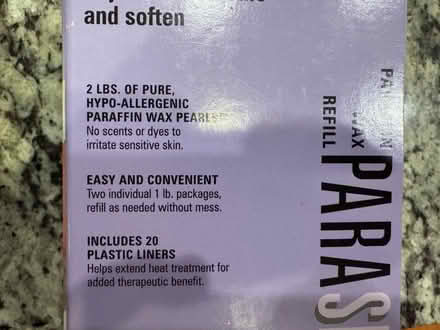 and soften
2 LBS. OF PURE,
HYPO-ALLERGENIC
PARAFFIN WAX PEARLS
No scents or dyes to
irritate sensitive skin.
EASY AND CONVENIENT
Two individual 1 lb. packages,
refill as needed without mess.
INCLUDES 20
PLASTIC LINERS
Helps extend heat treatment for
added therapeutic benefit.
WAX
REFILL
PARAS